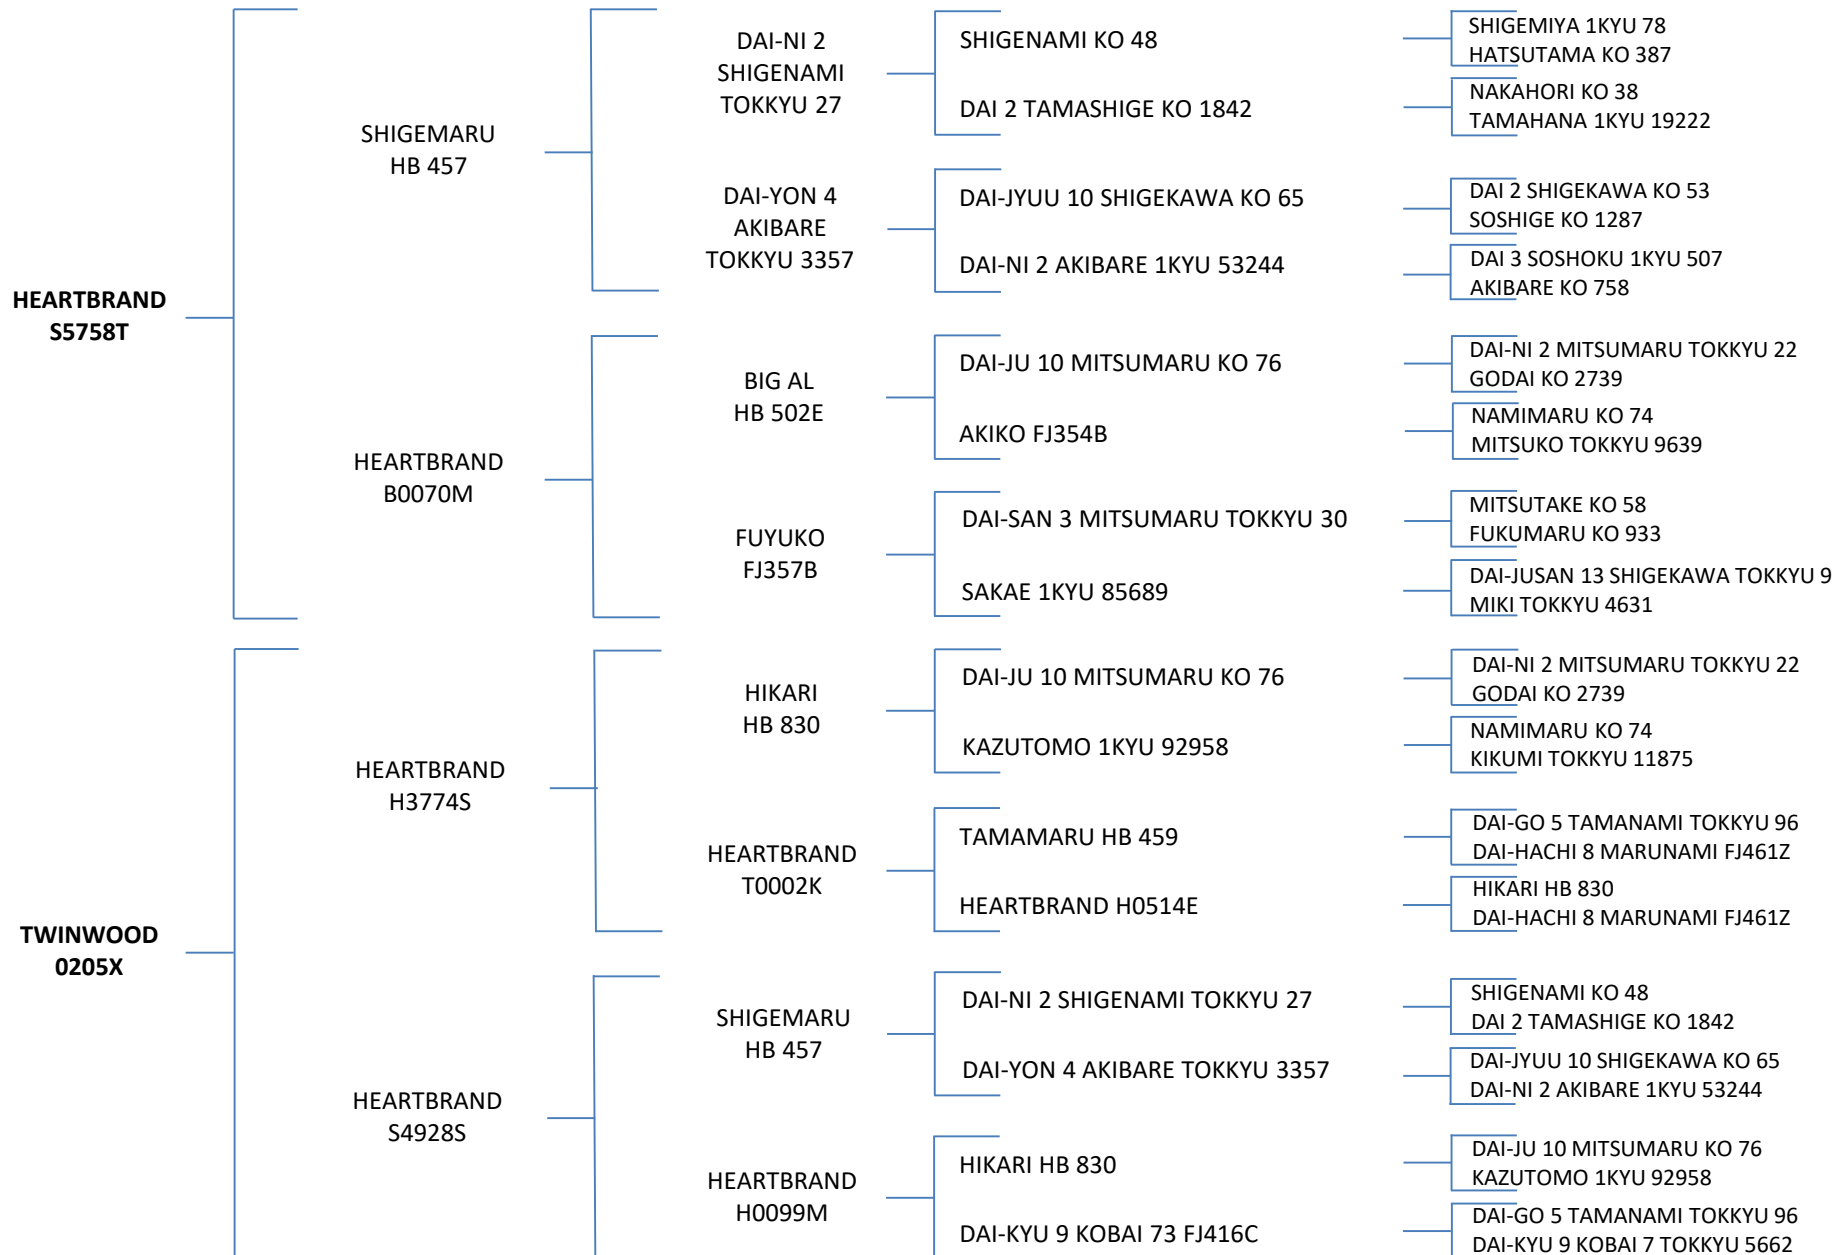 HEARTBRAND
S5758T
SHIGEMARU
HB 457
DAI-NI 2
SHIGENAMI
TOKKYU 27
SHIGENAMI KO 48
SHIGEMIYA 1KYU 78
HATSUTAMA KO 387
DAI 2 TAMASHIGE KO 1842
NAKAHORI KO 38
TAMAHANA 1KYU 19222
DAI-YON 4
AKIBARE
TOKKYU 3357
DAI-JYUU 10 SHIGEKAWA KO 65
DAI 2 SHIGEKAWA KO 53
SOSHIGE KO 1287
DAI-NI 2 AKIBARE 1KYU 53244
DAI 3 SOSHOKU 1KYU 507
AKIBARE KO 758
HEARTBRAND
B0070M
BIG AL
HB 502E
DAI-JU 10 MITSUMARU KO 76
DAI-NI 2 MITSUMARU TOKKYU 22
GODAI KO 2739
AKIKO FJ354B
NAMIMARU KO 74
MITSUKO TOKKYU 9639
FUYUKO
FJ357B
DAI-SAN 3 MITSUMARU TOKKYU 30
MITSUTAKE KO 58
FUKUMARU KO 933
SAKAE 1KYU 85689
DAI-JUSAN 13 SHIGEKAWA TOKKYU 9
MIKI TOKKYU 4631
TWINWOOD
0205X
HEARTBRAND
H3774S
HIKARI
HB 830
DAI-JU 10 MITSUMARU KO 76
DAI-NI 2 MITSUMARU TOKKYU 22
GODAI KO 2739
KAZUTOMO 1KYU 92958
NAMIMARU KO 74
KIKUMI TOKKYU 11875
HEARTBRAND
T0002K
TAMAMARU HB 459
DAI-GO 5 TAMANAMI TOKKYU 96
DAI-HACHI 8 MARUNAMI FJ461Z
HEARTBRAND H0514E
HIKARI HB 830
DAI-HACHI 8 MARUNAMI FJ461Z
HEARTBRAND
S4928S
SHIGEMARU
HB 457
DAI-NI 2 SHIGENAMI TOKKYU 27
SHIGENAMI KO 48
DAI 2 TAMASHIGE KO 1842
DAI-YON 4 AKIBARE TOKKYU 3357
DAI-JYUU 10 SHIGEKAWA KO 65
DAI-NI 2 AKIBARE 1KYU 53244
HEARTBRAND
H0099M
HIKARI HB 830
DAI-JU 10 MITSUMARU KO 76
KAZUTOMO 1KYU 92958
DAI-KYU 9 KOBAI 73 FJ416C
DAI-GO 5 TAMANAMI TOKKYU 96
DAI-KYU 9 KOBAI 7 TOKKYU 5662